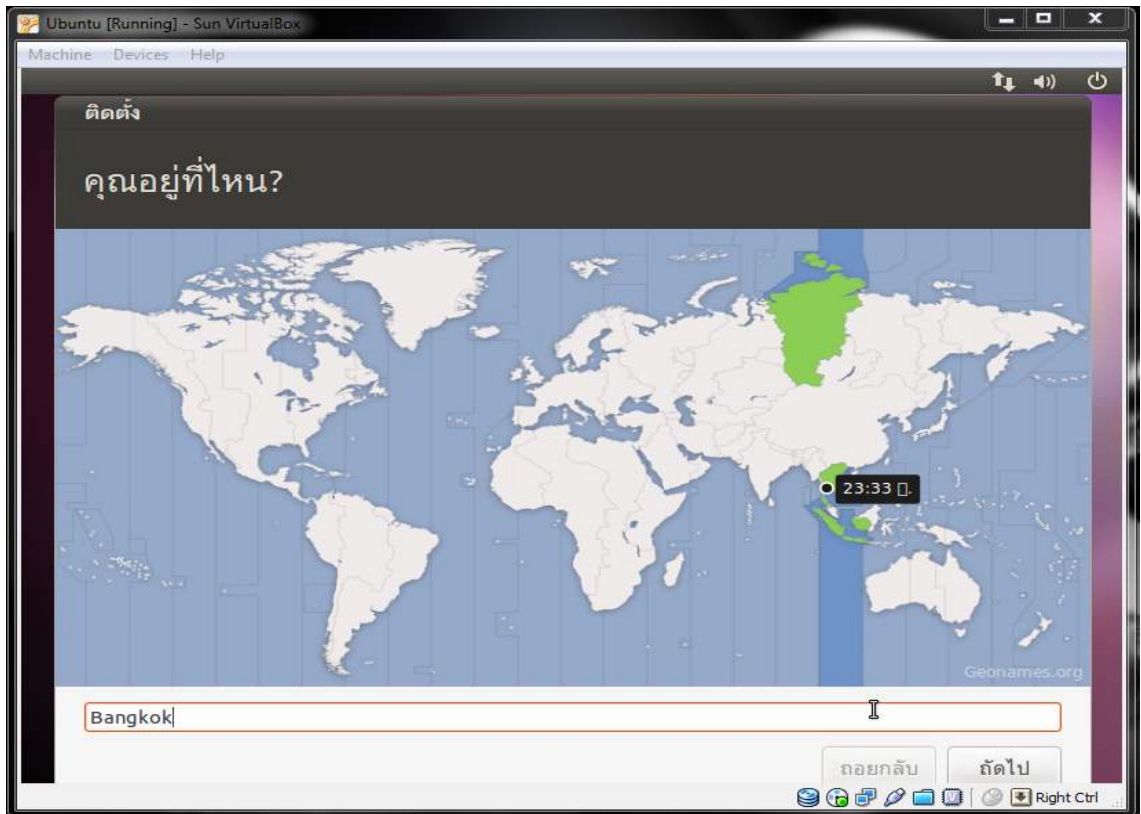 Ubuntu [Running] - Sun VirtualBox
Machine Devices Help
ติดตั้ง
คุณอยู่ที่ไหน?
23:33 ▯.
Geonames.org
Bangkok
ถอยกลับ ถัดไป
Right Ctrl